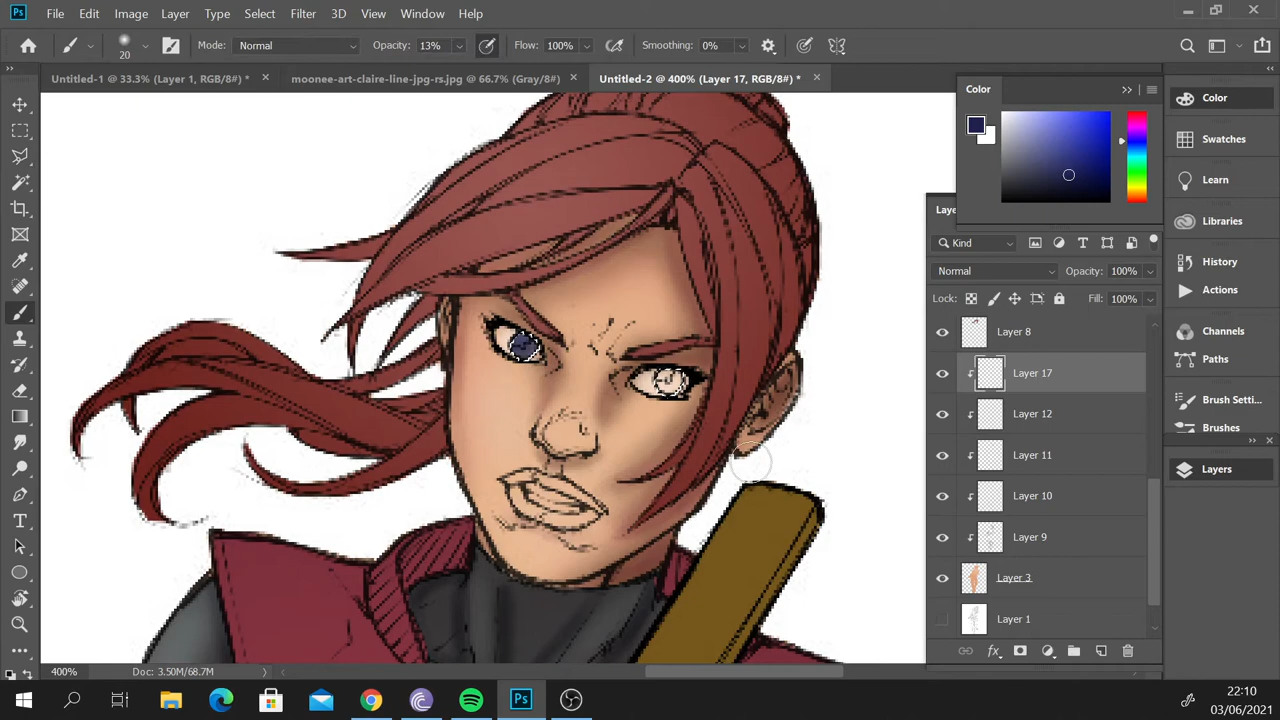 Ps File Edit Image Layer Type Select Filter 3D View Window Help
20 Mode: Normal Opacity: 13% Flow: 100% Smoothing: 0%
Untitled-1 @ 33.3% (Layer 1, RGB/8#) * moonee-art-claire-line-jpg-rs.jpg @ 66.7% (Gray/8#) Untitled-2 @ 400% (Layer 17, RGB/8#) *
Color
Color
Swatches
Learn
Libraries
History
Actions
Channels
Paths
Brush Setti...
Brushes
Layers
Kind
Normal Opacity: 100%
Lock: Fill: 100%
Layer 8
Layer 17
Layer 12
Layer 11
Layer 10
Layer 9
Layer 3
Layer 1
fx
400% Doc: 3.50M/68.7M
Ps
22:10
03/06/2021